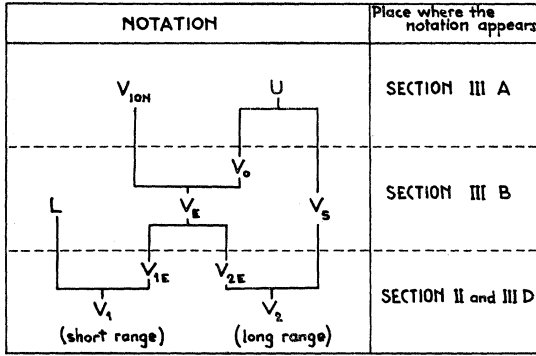 NOTATION
Place where the
notation appears
V_ION U
SECTION III A
V_o
L V_E V_S
SECTION III B
V_1E V_2E
V_1 V_2
SECTION II and III D
(short range) (long range)